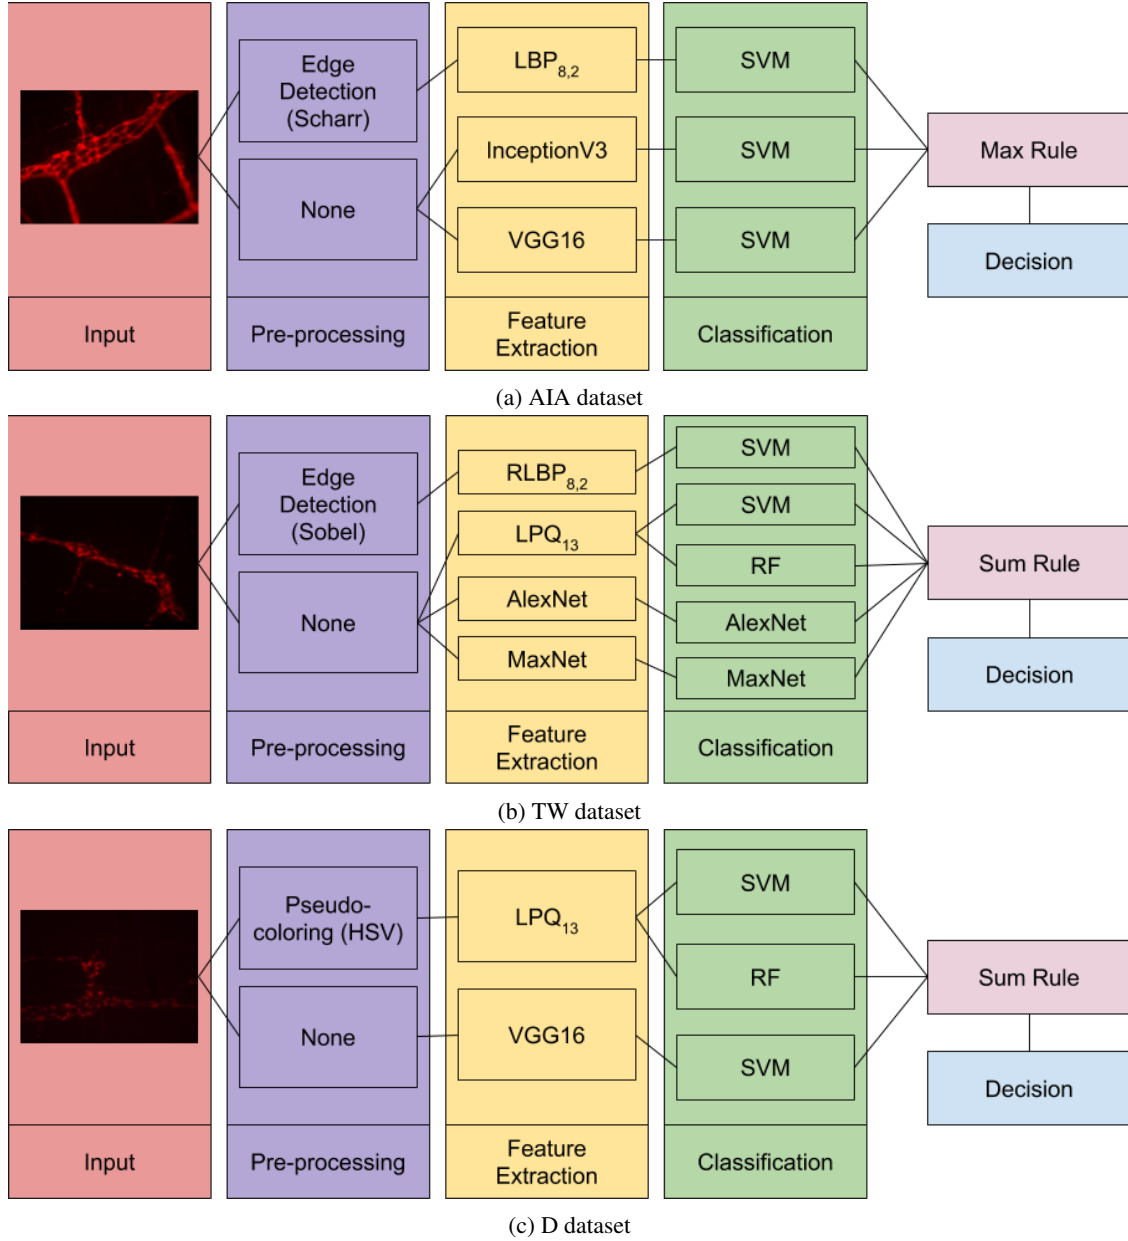 Edge
Detection
(Scharr)
None
LBP8,2
InceptionV3
VGG16
SVM
SVM
SVM
Max Rule
Decision
Input
Pre-processing
Feature
Extraction
Classification
(a) AIA dataset
Edge
Detection
(Sobel)
None
RLBP8,2
LPQ13
AlexNet
MaxNet
SVM
SVM
RF
AlexNet
MaxNet
Sum Rule
Decision
Input
Pre-processing
Feature
Extraction
Classification
(b) TW dataset
Pseudo-
coloring (HSV)
None
LPQ13
VGG16
SVM
RF
SVM
Sum Rule
Decision
Input
Pre-processing
Feature
Extraction
Classification
(c) D dataset